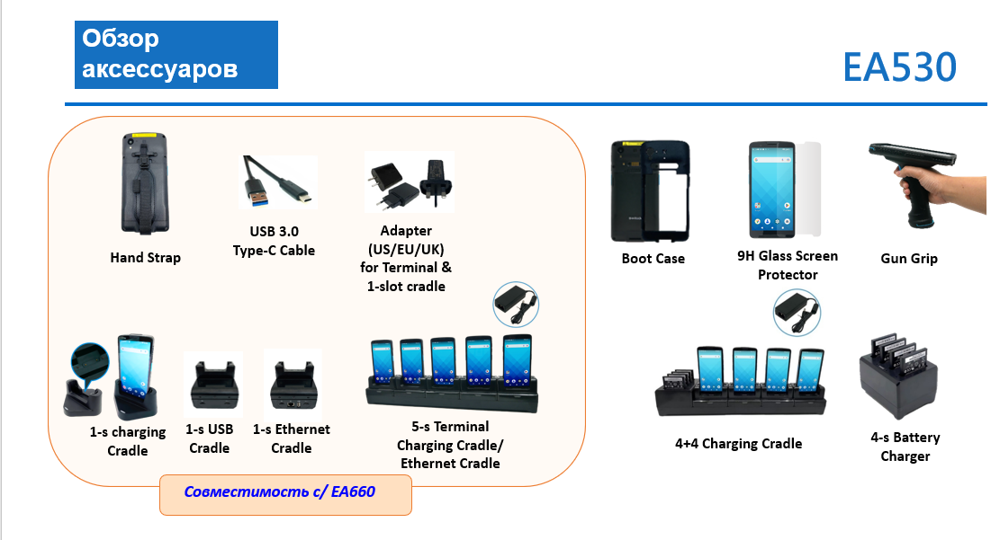 Обзор
аксессуаров
EA530
Hand Strap
USB 3.0
Type-C Cable
Adapter
(US/EU/UK)
for Terminal &
1-slot cradle
Boot Case
9H Glass Screen
Protector
Gun Grip
1-s charging
Cradle
1-s USB
Cradle
1-s Ethernet
Cradle
5-s Terminal
Charging Cradle/
Ethernet Cradle
4+4 Charging Cradle
4-s Battery
Charger
Совместимость с/ EA660